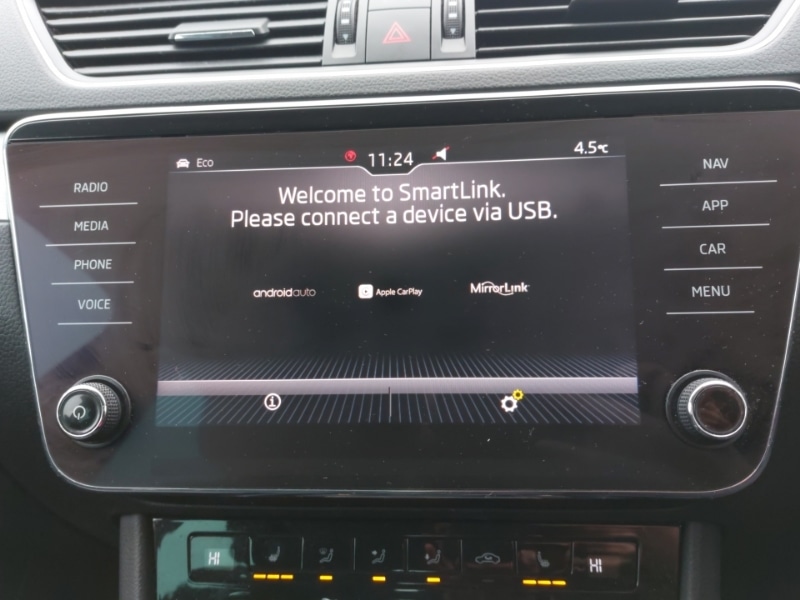 Eco
11:24
4.5°C
Welcome to SmartLink.
Please connect a device via USB.
androidauto
Apple CarPlay
MirrorLink
RADIO
MEDIA
PHONE
VOICE
NAV
APP
CAR
MENU
HI
HI